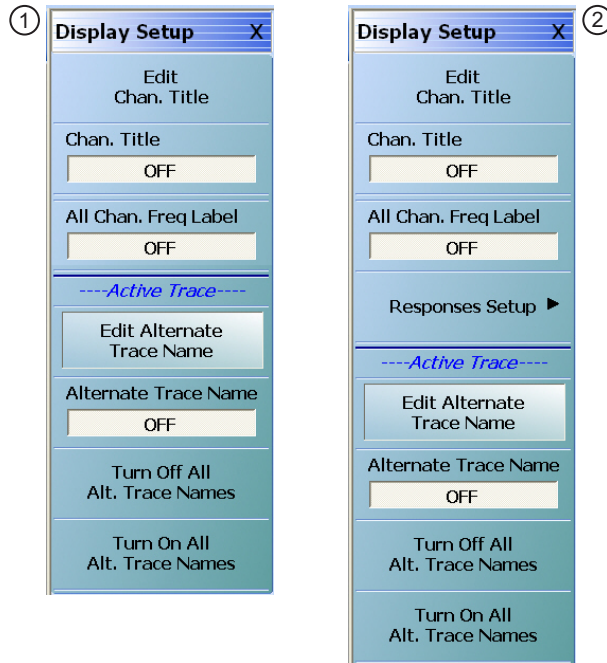 1
Display Setup X
Edit
Chan. Title
Chan. Title
OFF
All Chan. Freq Label
OFF
----Active Trace----
Edit Alternate
Trace Name
Alternate Trace Name
OFF
Turn Off All
Alt. Trace Names
Turn On All
Alt. Trace Names
2
Display Setup X
Edit
Chan. Title
Chan. Title
OFF
All Chan. Freq Label
OFF
Responses Setup ▶
----Active Trace----
Edit Alternate
Trace Name
Alternate Trace Name
OFF
Turn Off All
Alt. Trace Names
Turn On All
Alt. Trace Names